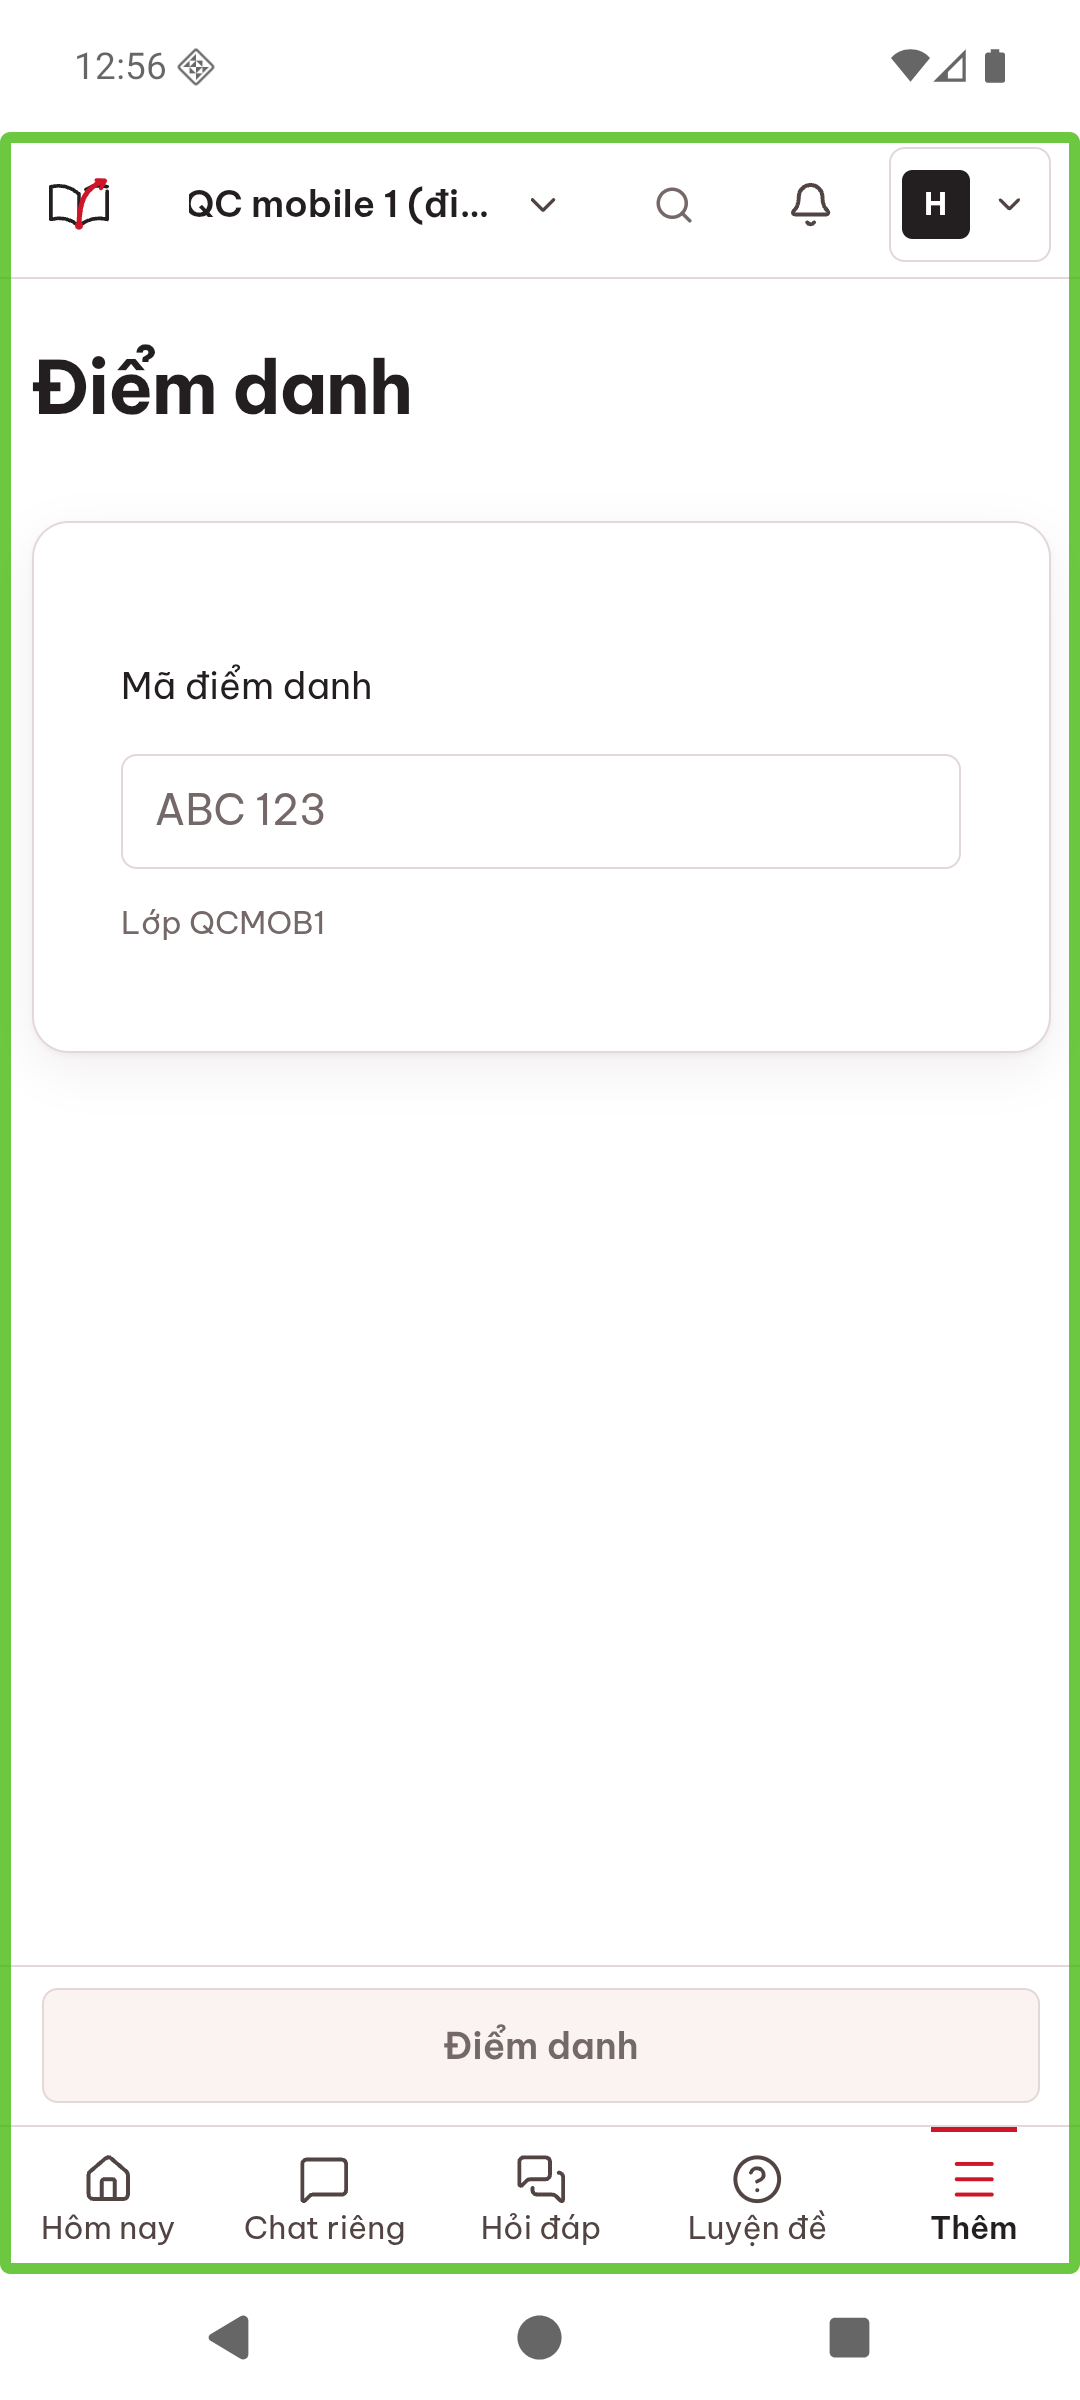 12:56
QC mobile 1 (đi...
H
Điểm danh
Mã điểm danh
ABC 123
Lớp QCMOB1
Điểm danh
Hôm nay
Chat riêng
Hỏi đáp
Luyện đề
Thêm